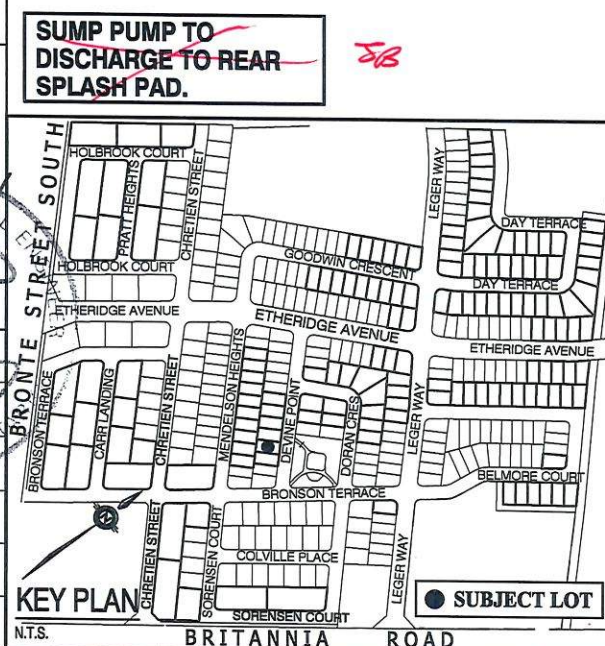 SUMP PUMP TO
DISCHARGE TO REAR
SPLASH PAD.
BRONTE STREET SOUTH
HOLBROOK COURT
PRATT HEIGHTS
CHRETIEN STREET
HOLBROOK COURT
LEGER WAY
DAY TERRACE
GOODWIN CRESCENT
DAY TERRACE
ETHERIDGE AVENUE
ETHERIDGE AVENUE
ETHERIDGE AVENUE
BRONSON TERRACE
CARR LANDING
CHRETIEN STREET
MENDELSON HEIGHTS
DEVINE POINT
DORAN CRES
LEGER WAY
BELMORE COURT
BRONSON TERRACE
CHRETIEN STREET
SORENSEN COURT
COLVILLE PLACE
LEGER WAY
SORENSEN COURT
KEY PLAN
SUBJECT LOT
N.T.S.
BRITANNIA ROAD